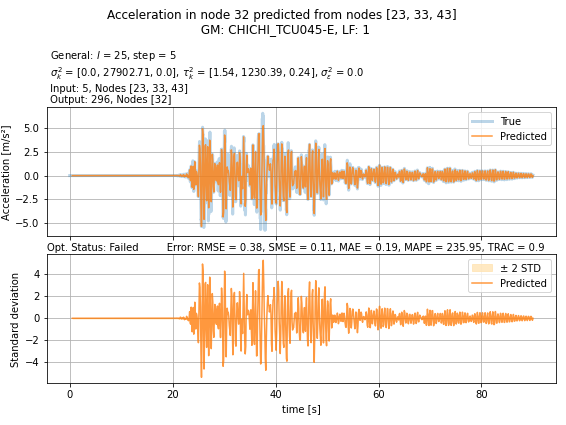 Acceleration in node 32 predicted from nodes [23, 33, 43]
GM: CHICHI_TCU045-E, LF: 1
General: l = 25, step = 5
σ²ₖ = [0.0, 27902.71, 0.0], τ²ₖ = [1.54, 1230.39, 0.24], σ²ε = 0.0
Input: 5, Nodes [23, 33, 43]
Output: 296, Nodes [32]
True
Predicted
Acceleration [m/s²]
5.0
2.5
0.0
−2.5
−5.0
Opt. Status: Failed Error: RMSE = 0.38, SMSE = 0.11, MAE = 0.19, MAPE = 235.95, TRAC = 0.9
± 2 STD
Predicted
Standard deviation
4
2
0
−2
−4
0 20 40 60 80
time [s]